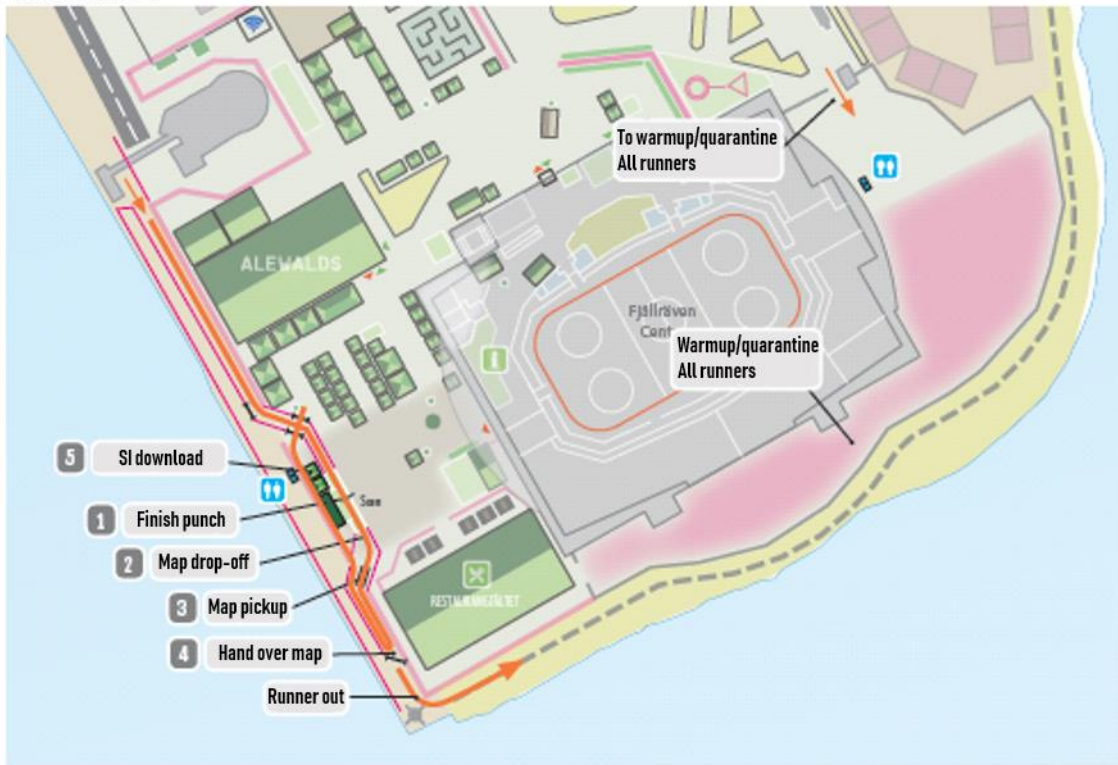 To warmup/quarantine
All runners
ALEWALDS
Fjällräven
Warmup/quarantine
All runners
5 SI download
1 Finish punch
2 Map drop-off
3 Map pickup
4 Hand over map
Runner out